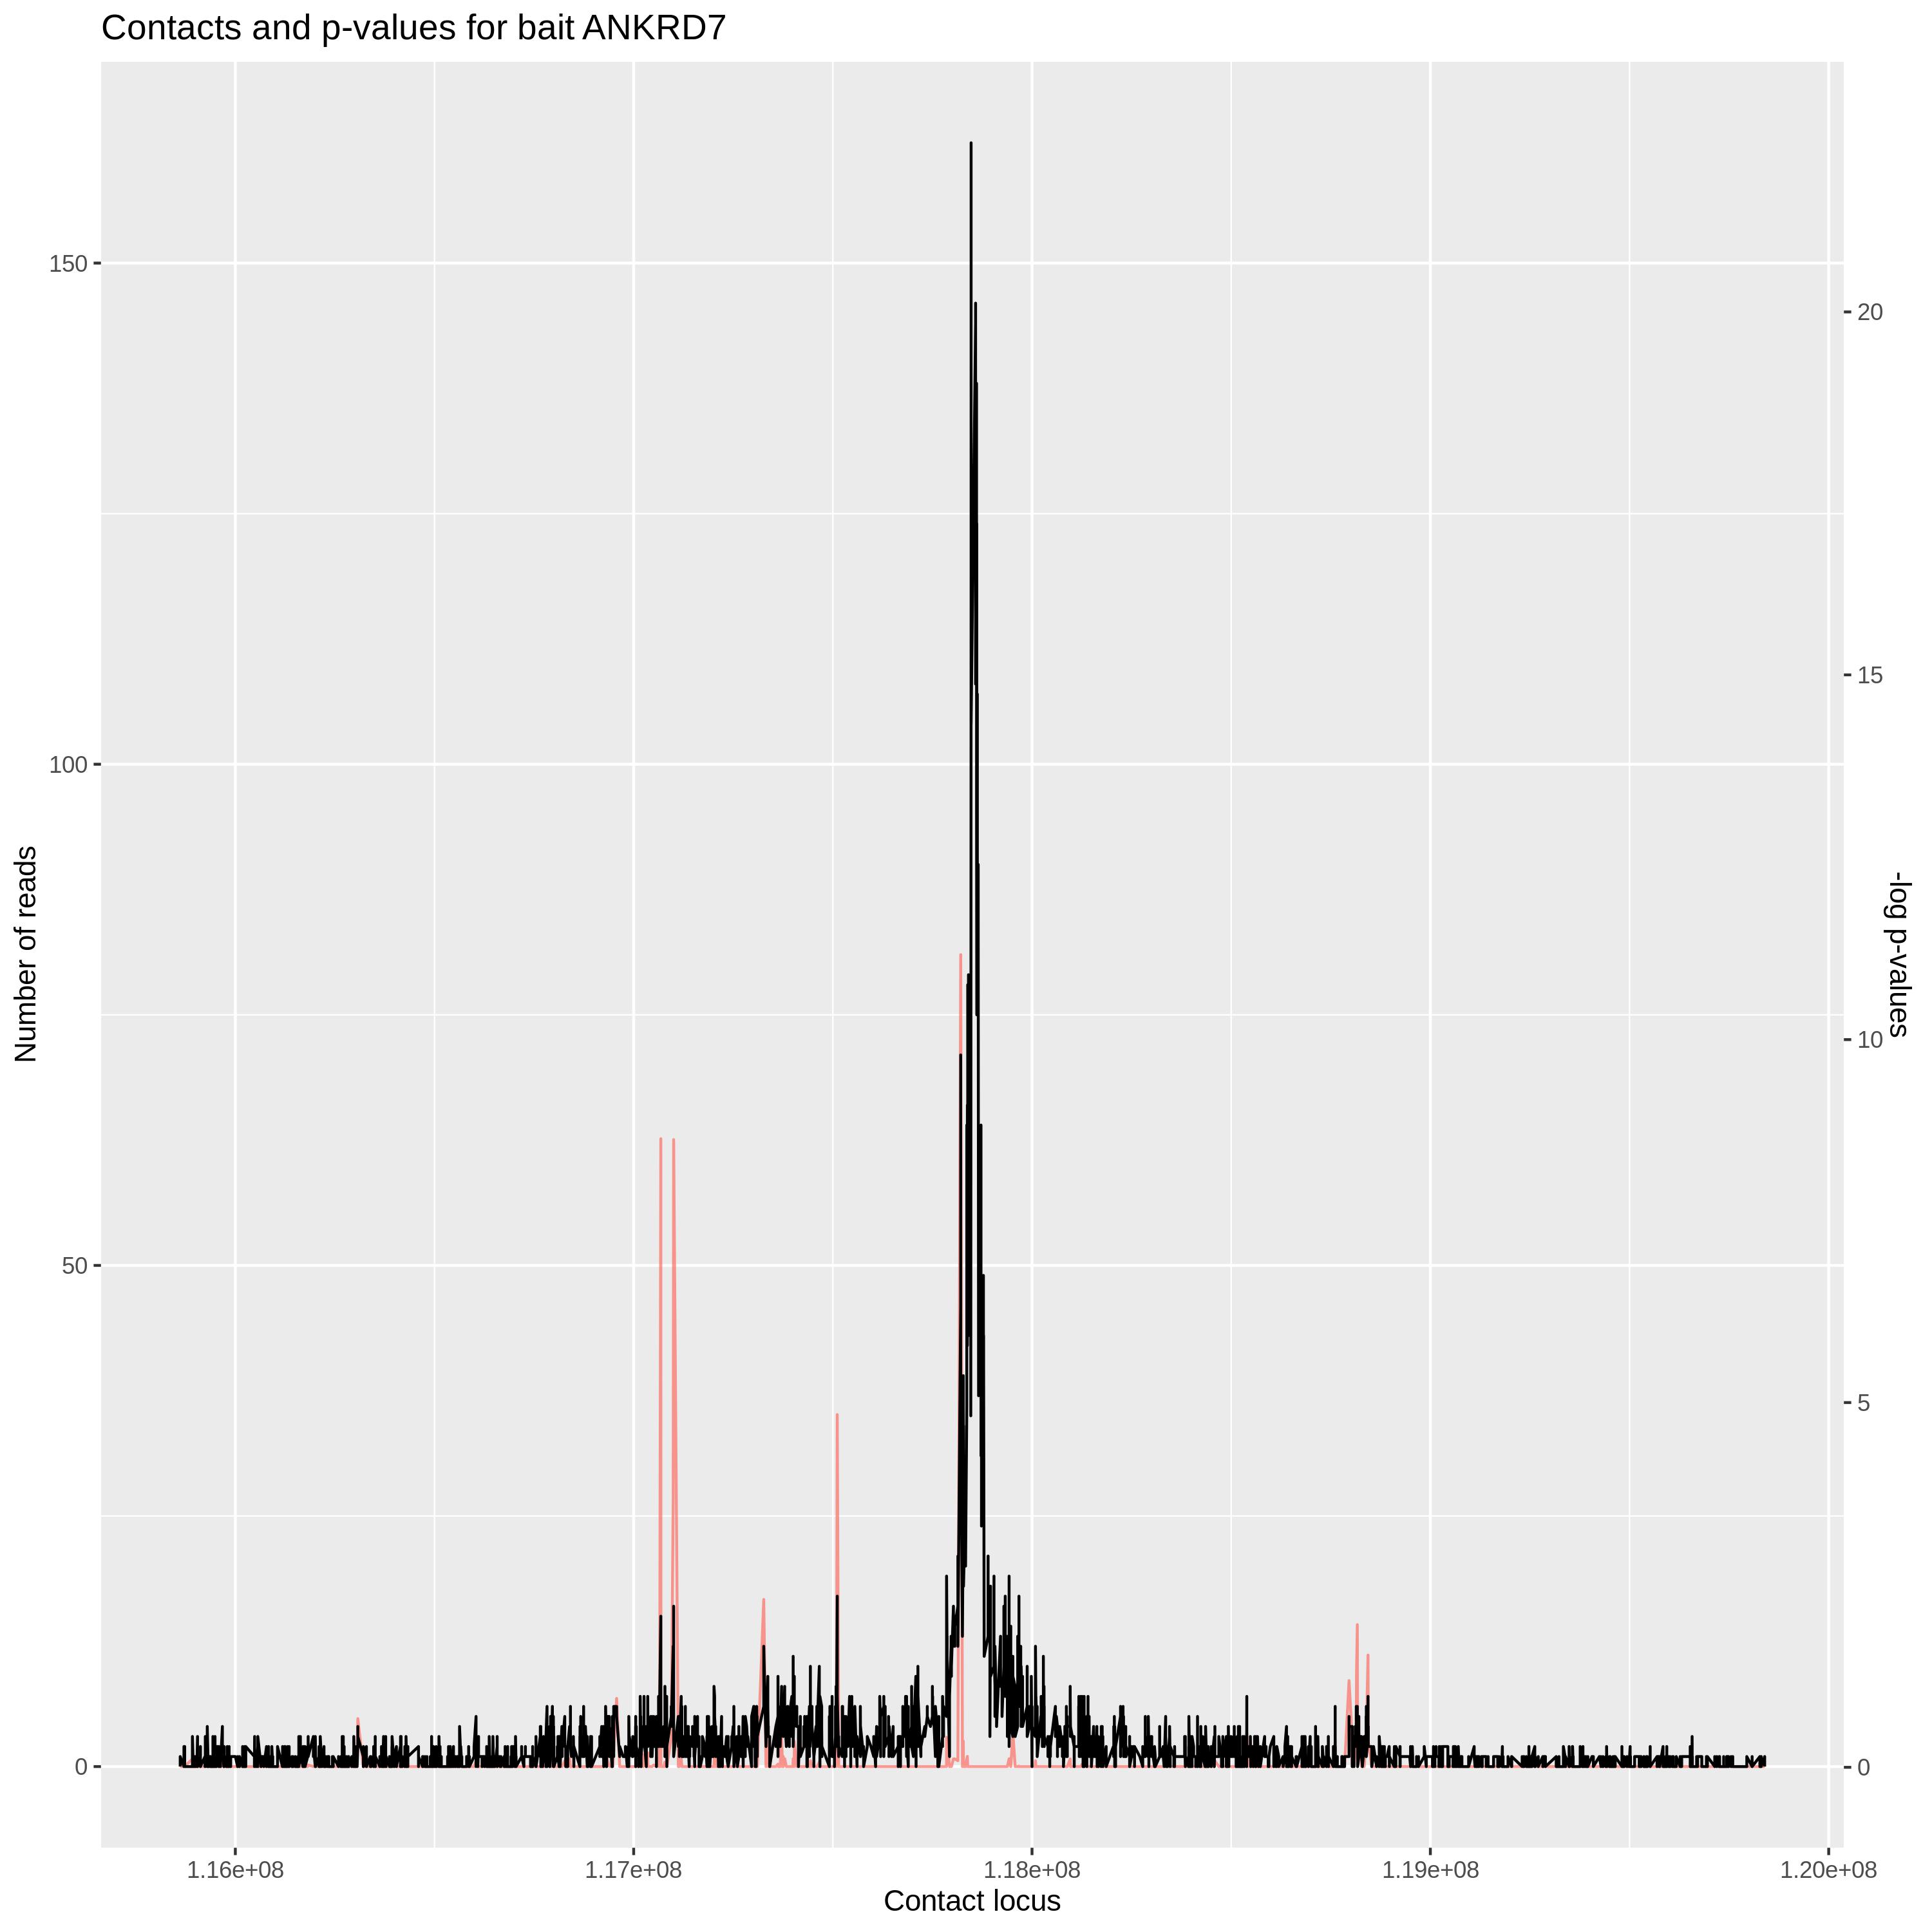 Contacts and p-values for bait ANKRD7
Number of reads
150
100
50
0
20
15
10
5
0
-log p-values
1.16e+08
1.17e+08
1.18e+08
1.19e+08
1.20e+08
Contact locus